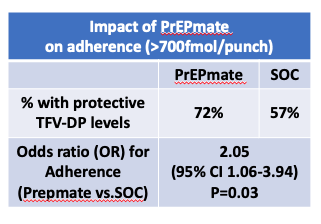 Impact of PrEPmate
on adherence (>700fmol/punch)
PrEPmate SOC
% with protective
TFV-DP levels
72% 57%
Odds ratio (OR) for
Adherence
(Prepmate vs.SOC)
2.05
(95% CI 1.06-3.94)
P=0.03